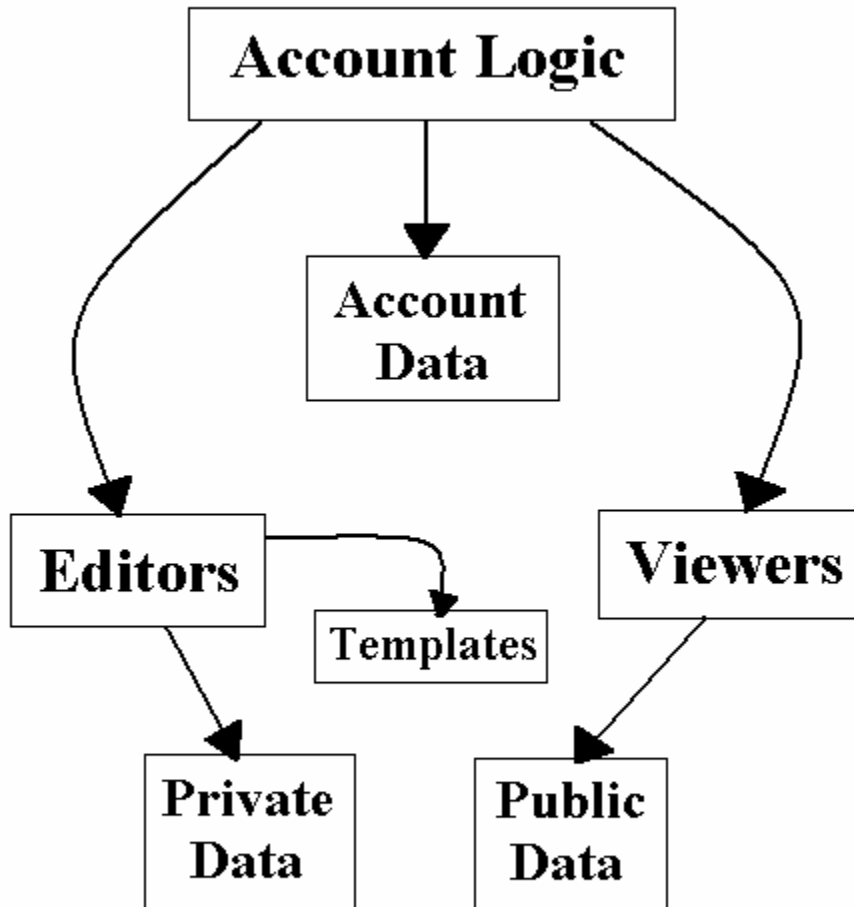 Account Logic
Account
Data
Editors
Viewers
Templates
Private
Data
Public
Data